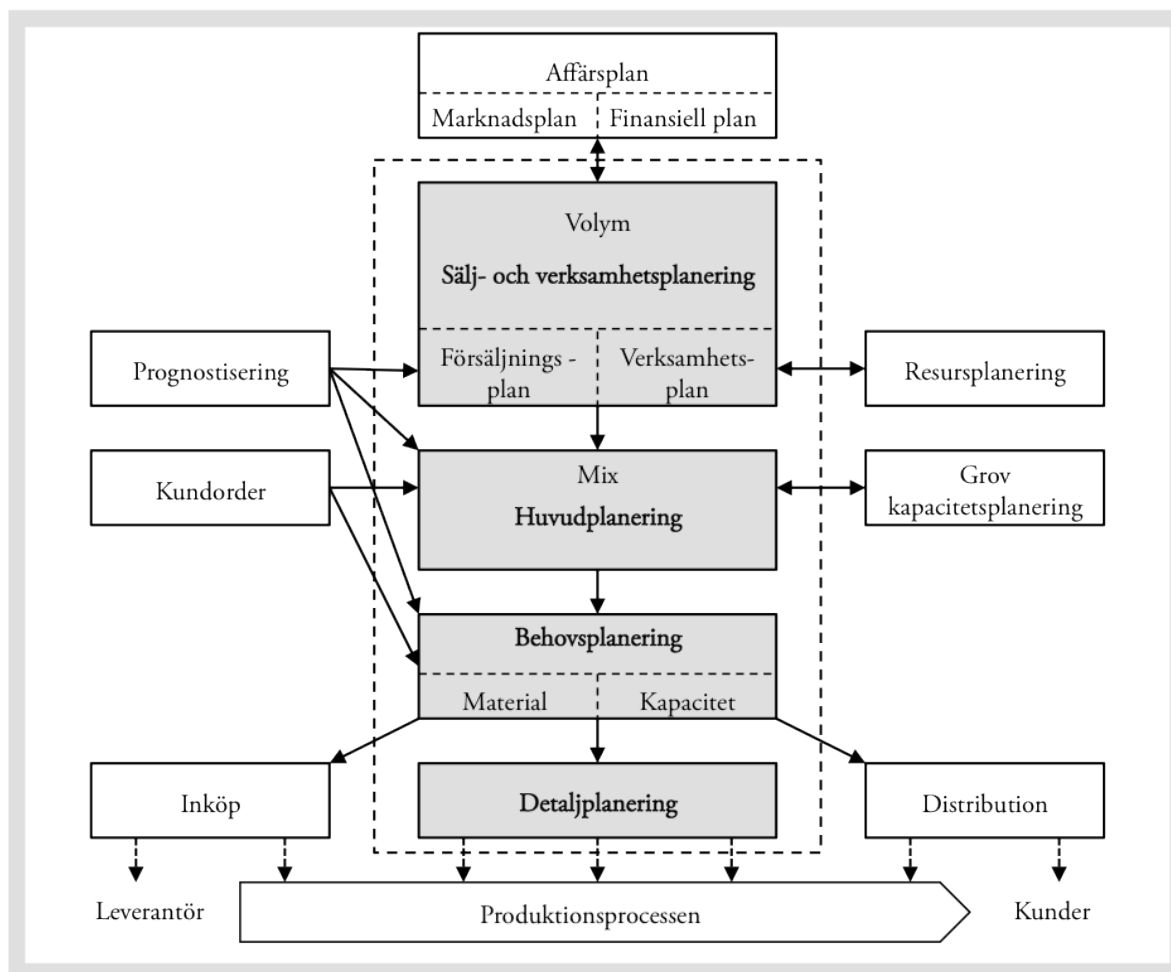 Affärsplan
Marknadsplan
Finansiell plan
Volym
Sälj- och verksamhetsplanering
Försäljnings -
plan
Verksamhets-
plan
Prognostisering
Resursplanering
Kundorder
Mix
Huvudplanering
Grov
kapacitetsplanering
Behovsplanering
Material
Kapacitet
Inköp
Detaljplanering
Distribution
Leverantör
Produktionsprocessen
Kunder